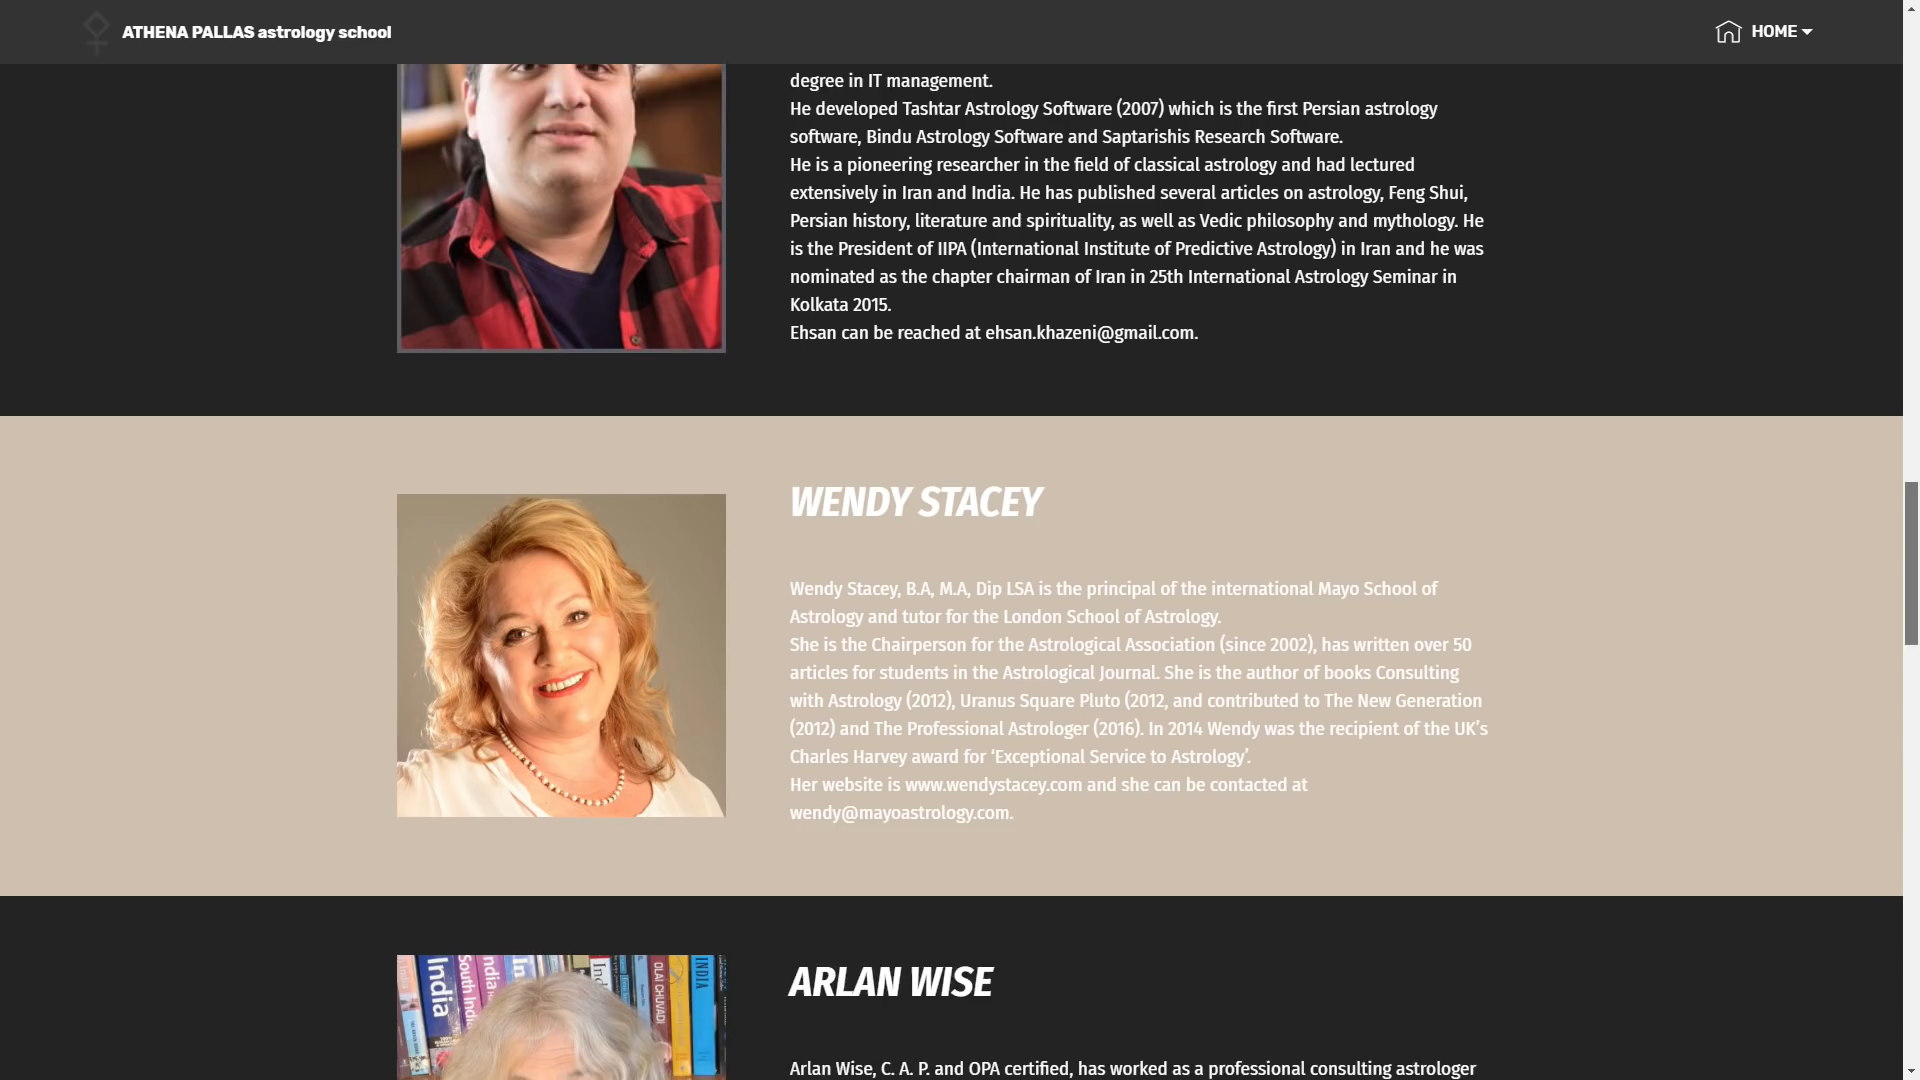 ATHENA PALLAS astrology school
HOME
degree in IT management.
He developed Tashtar Astrology Software (2007) which is the first Persian astrology
software, Bindu Astrology Software and Saptarishis Research Software.
He is a pioneering researcher in the field of classical astrology and had lectured
extensively in Iran and India. He has published several articles on astrology, Feng Shui,
Persian history, literature and spirituality, as well as Vedic philosophy and mythology. He
is the President of IIPA (International Institute of Predictive Astrology) in Iran and he was
nominated as the chapter chairman of Iran in 25th International Astrology Seminar in
Kolkata 2015.
Ehsan can be reached at ehsan.khazeni@gmail.com.
WENDY STACEY
Wendy Stacey, B.A, M.A, Dip LSA is the principal of the international Mayo School of
Astrology and tutor for the London School of Astrology.
She is the Chairperson for the Astrological Association (since 2002), has written over 50
articles for students in the Astrological Journal. She is the author of books Consulting
with Astrology (2012), Uranus Square Pluto (2012, and contributed to The New Generation
(2012) and The Professional Astrologer (2016). In 2014 Wendy was the recipient of the UK’s
Charles Harvey award for ‘Exceptional Service to Astrology’.
Her website is www.wendystacey.com and she can be contacted at
wendy@mayoastrology.com.
ARLAN WISE
India
South Indi
India
OLAI CHUVADI
INDIA
Arlan Wise, C. A. P. and OPA certified, has worked as a professional consulting astrologer